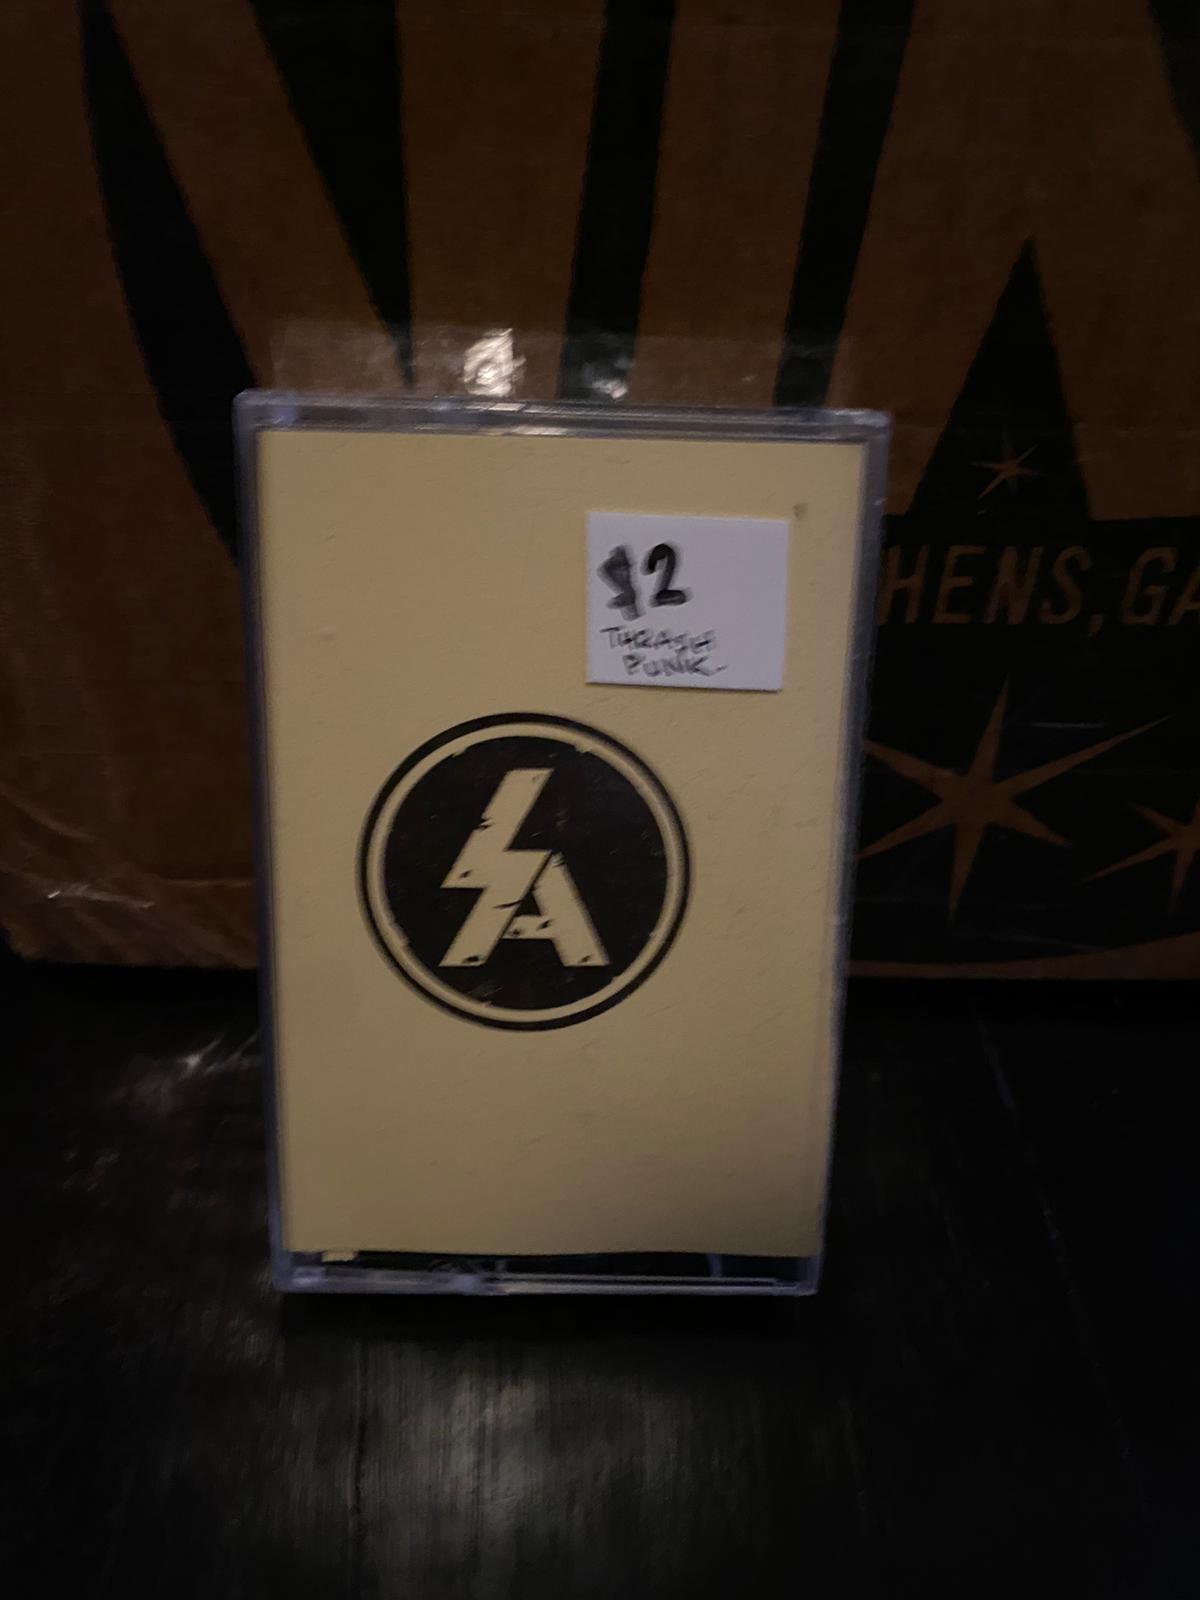 $2
THRASH
PUNK
HENS, GA
A